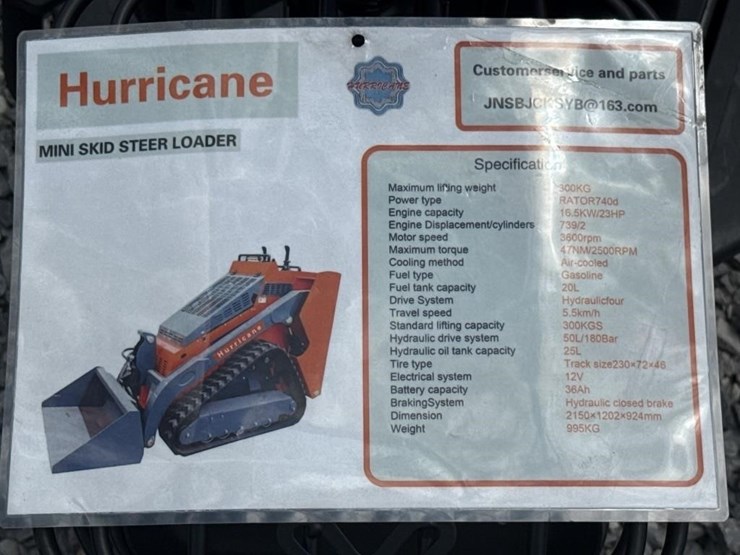 Hurricane
HURRICANE
MINI SKID STEER LOADER
Customerservice and parts
JNSBJCKSYB@163.com
Specification
Maximum lifting weight 300KG
Power type RATOR740d
Engine capacity 16.5KW/23HP
Engine Displacement/cylinders 739/2
Motor speed 3600rpm
Maximum torque 47NM/2500RPM
Cooling method Air-cooled
Fuel type Gasoline
Fuel tank capacity 20L
Drive System Hydraulicfour
Travel speed 5.5km/h
Standard lifting capacity 300KGS
Hydraulic drive system 50L/180Bar
Hydraulic oil tank capacity 25L
Tire type Track size230×72×46
Electrical system 12V
Battery capacity 36Ah
BrakingSystem Hydraulic closed brake
Dimension 2150×1202×924mm
Weight 995KG
Hurricane